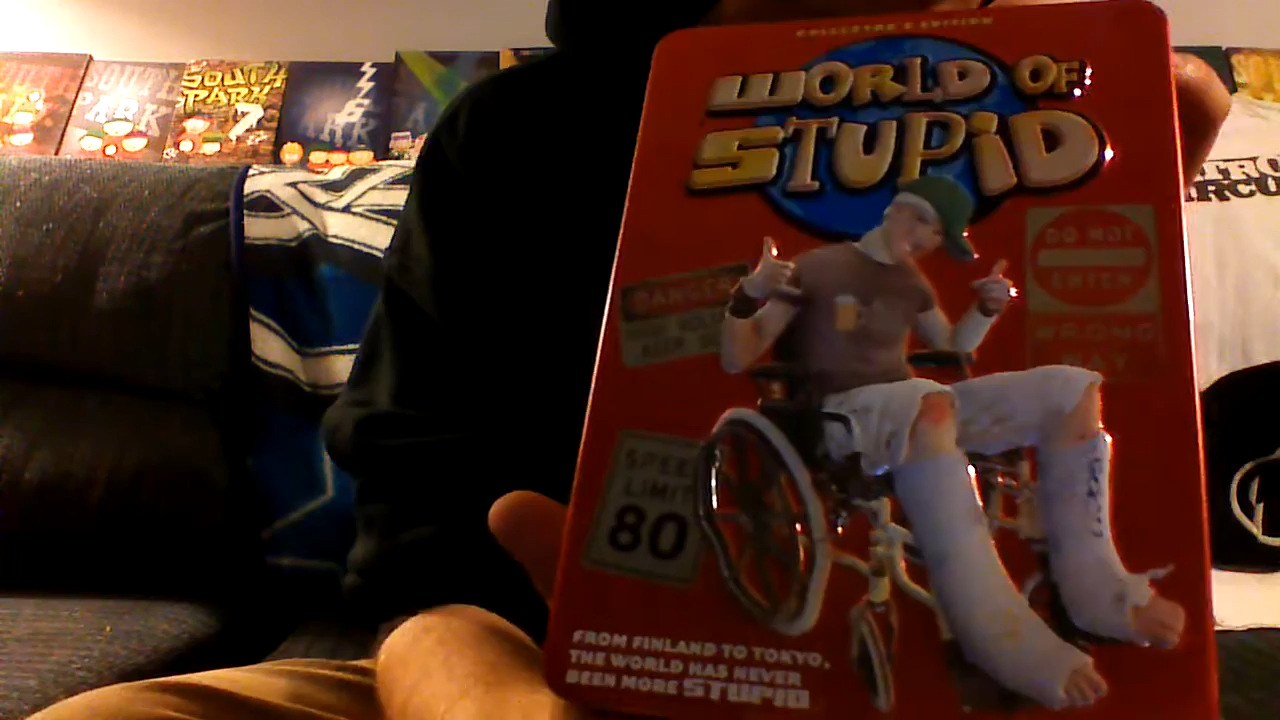 COLLECTOR'S EDITION
WORLD OF
STUPiD
DO NOT
ENTER
WRONG
WAY
DANGER
SPEED
LIMIT
80
FROM FINLAND TO TOKYO,
THE WORLD HAS NEVER
BEEN MORE STUPID
SOUTH
PARK
7
PARK